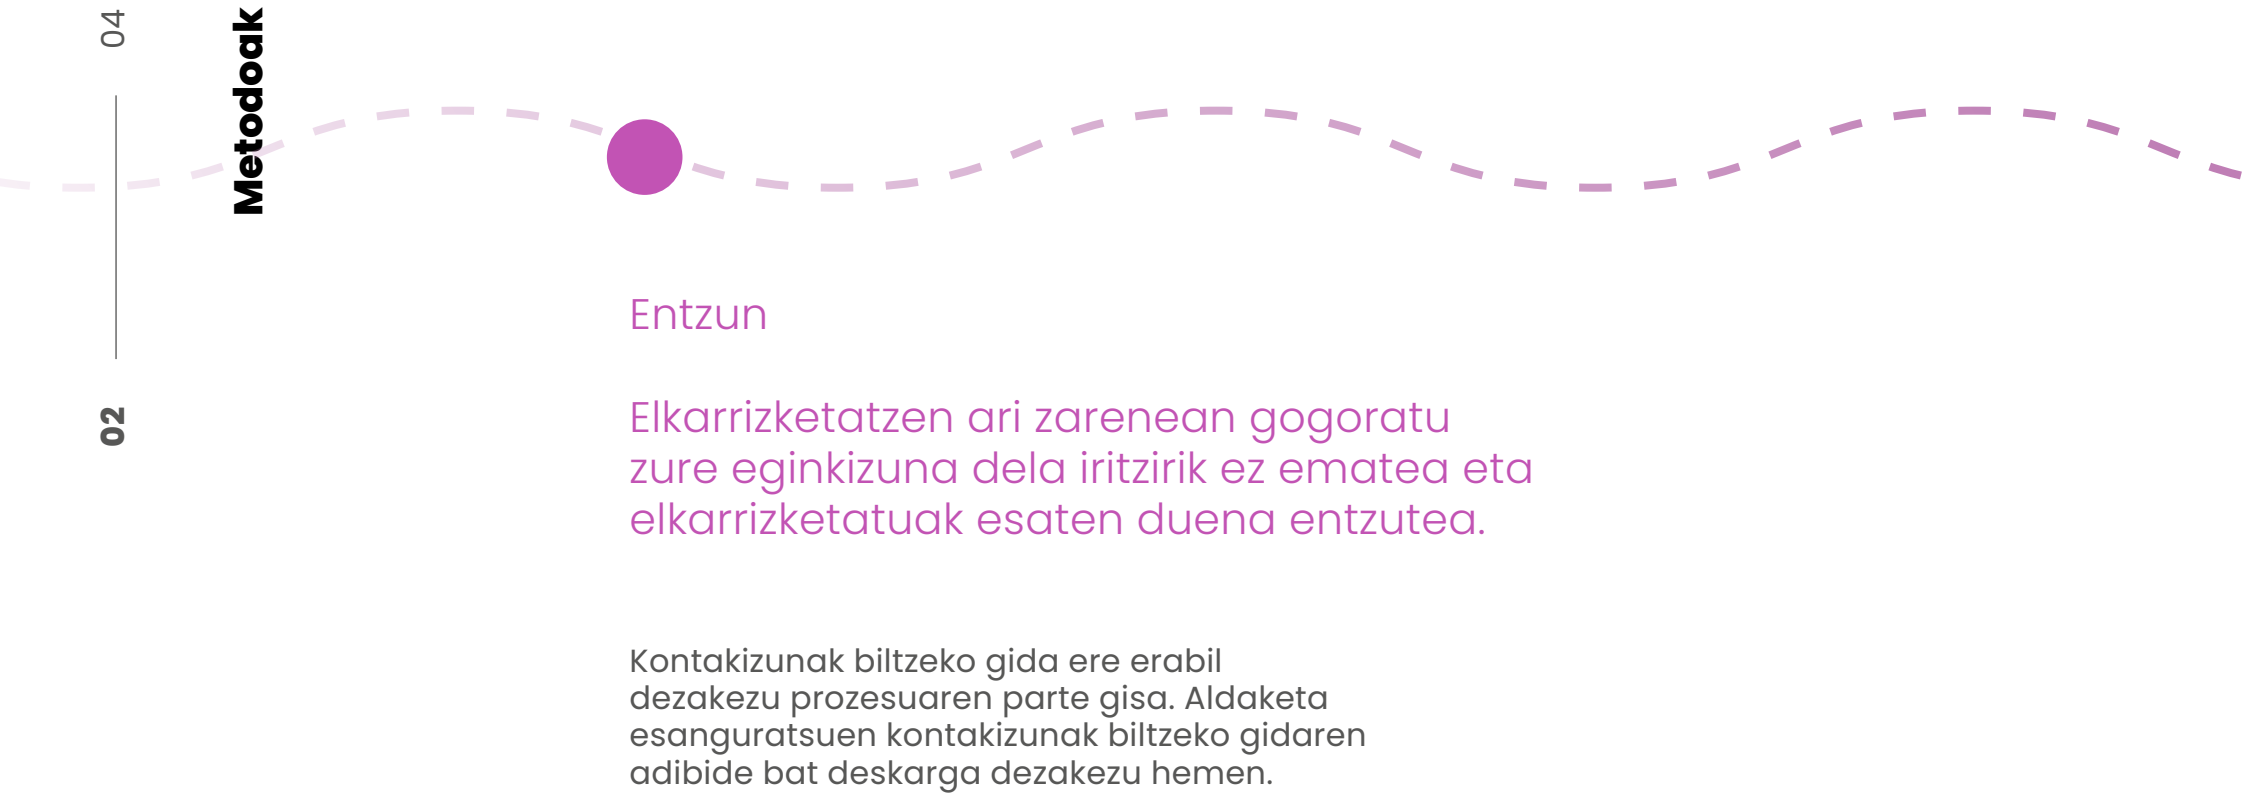 04
02
Metodoak
Entzun
Elkarrizketatzen ari zarenean gogoratu
zure eginkizuna dela iritzirik ez ematea eta
elkarrizketatuak esaten duena entzutea.
Kontakizunak biltzeko gida ere erabil
dezakezu prozesuaren parte gisa. Aldaketa
esanguratsuen kontakizunak biltzeko gidaren
adibide bat deskarga dezakezu hemen.